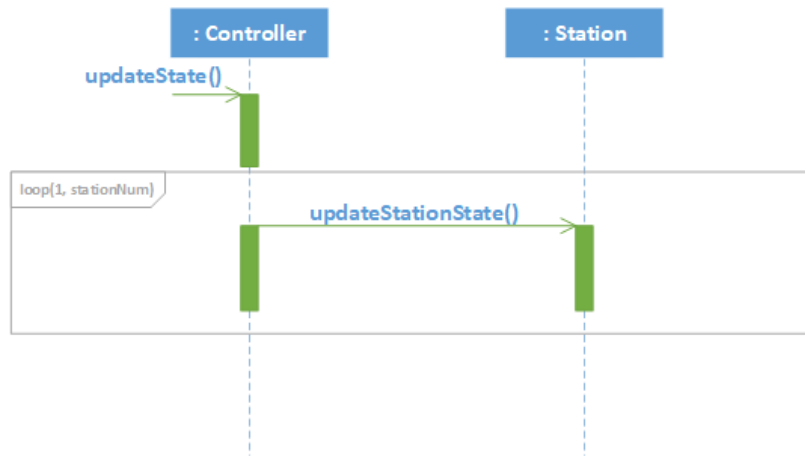 : Controller
: Station
updateState()
loop(1, stationNum)
updateStationState()